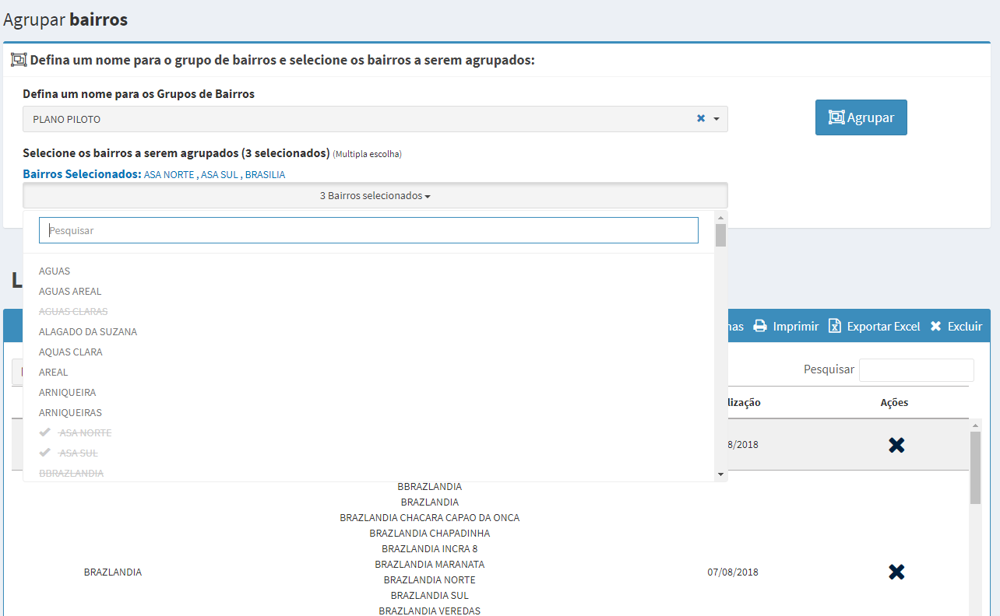 Agrupar bairros
Defina um nome para o grupo de bairros e selecione os bairros a serem agrupados:
Defina um nome para os Grupos de Bairros
PLANO PILOTO
Agrupar
Selecione os bairros a serem agrupados (3 selecionados) (Multipla escolha)
Bairros Selecionados: ASA NORTE , ASA SUL , BRASILIA
3 Bairros selecionados
Pesquisar
AGUAS
AGUAS AREAL
AGUAS CLARAS
ALAGADO DA SUZANA
AQUAS CLARA
AREAL
ARNIQUEIRA
ARNIQUEIRAS
ASA NORTE
ASA SUL
BBRAZLANDIA
L
nas Imprimir Exportar Excel Excluir
Pesquisar
lização Ações
8/2018
BBRAZLANDIA
BRAZLANDIA
BRAZLANDIA CHACARA CAPAO DA ONCA
BRAZLANDIA CHAPADINHA
BRAZLANDIA INCRA 8
BRAZLANDIA MARANATA
BRAZLANDIA 07/08/2018
BRAZLANDIA NORTE
BRAZLANDIA SUL
BRAZLANDIA VEREDAS